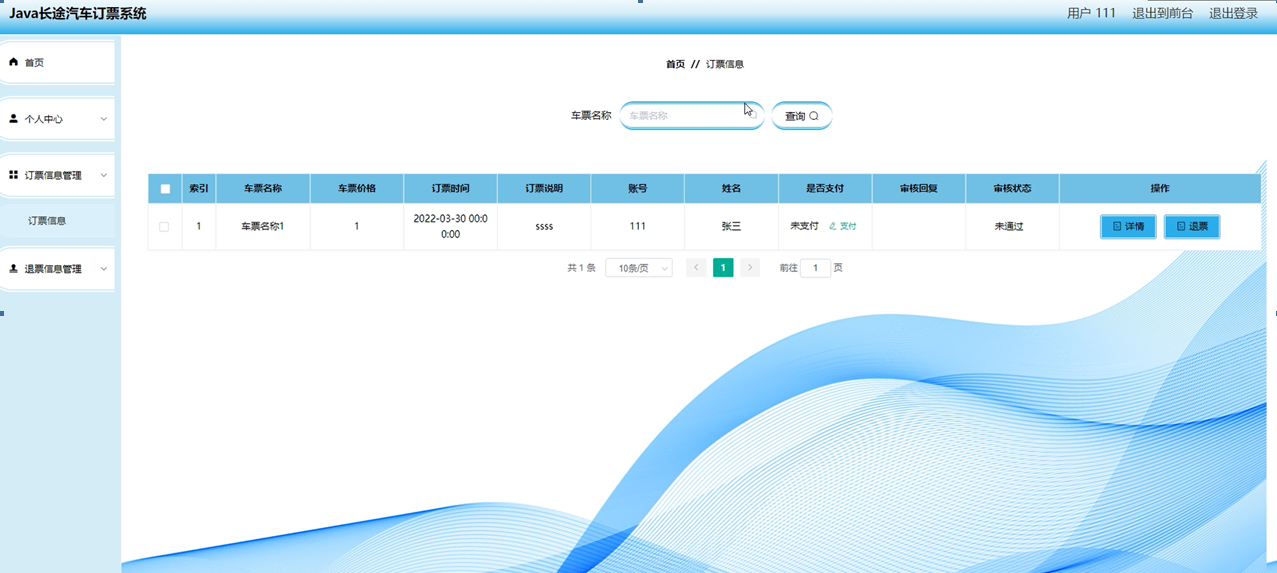 Java长途汽车订票系统
用户 111 退出到前台 退出登录
首页
个人中心
订票信息管理
订票信息
退票信息管理
首页 // 订票信息
车票名称 车票名称 查询
索引 车票名称 车票价格 订票时间 订票说明 账号 姓名 是否支付 审核回复 审核状态 操作
1 车票名称1 1 2022-03-30 00:0 ssss 111 张三 未支付 支付 未通过 详情 退票
0:00
共 1 条 10条/页 1 前往 1 页